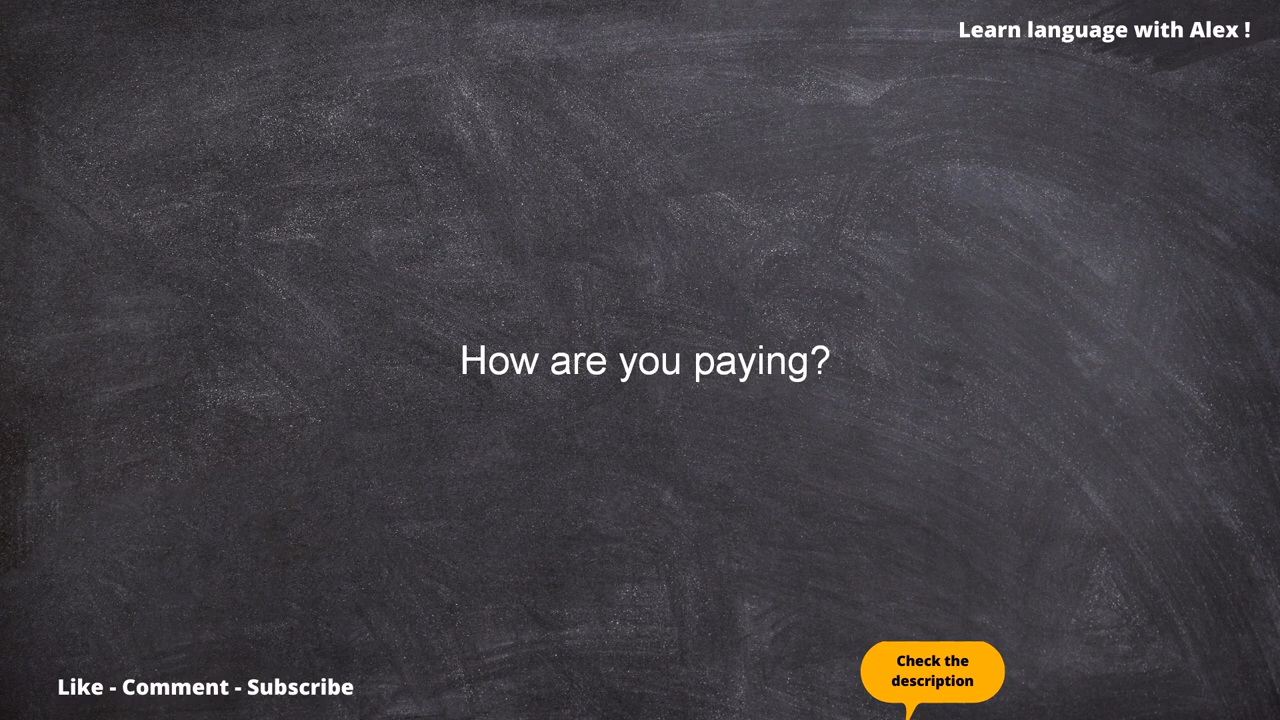 Learn language with Alex !
How are you paying?
Check the
description
Like - Comment - Subscribe